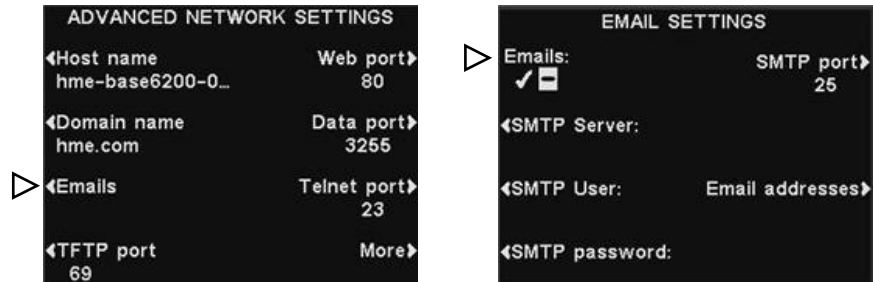 ADVANCED NETWORK SETTINGS
Host name Web port
hme-base6200-0… 80
Domain name Data port
hme.com 3255
Emails Telnet port
23
TFTP port More
69
EMAIL SETTINGS
Emails: SMTP port
25
SMTP Server:
SMTP User: Email addresses
SMTP password: